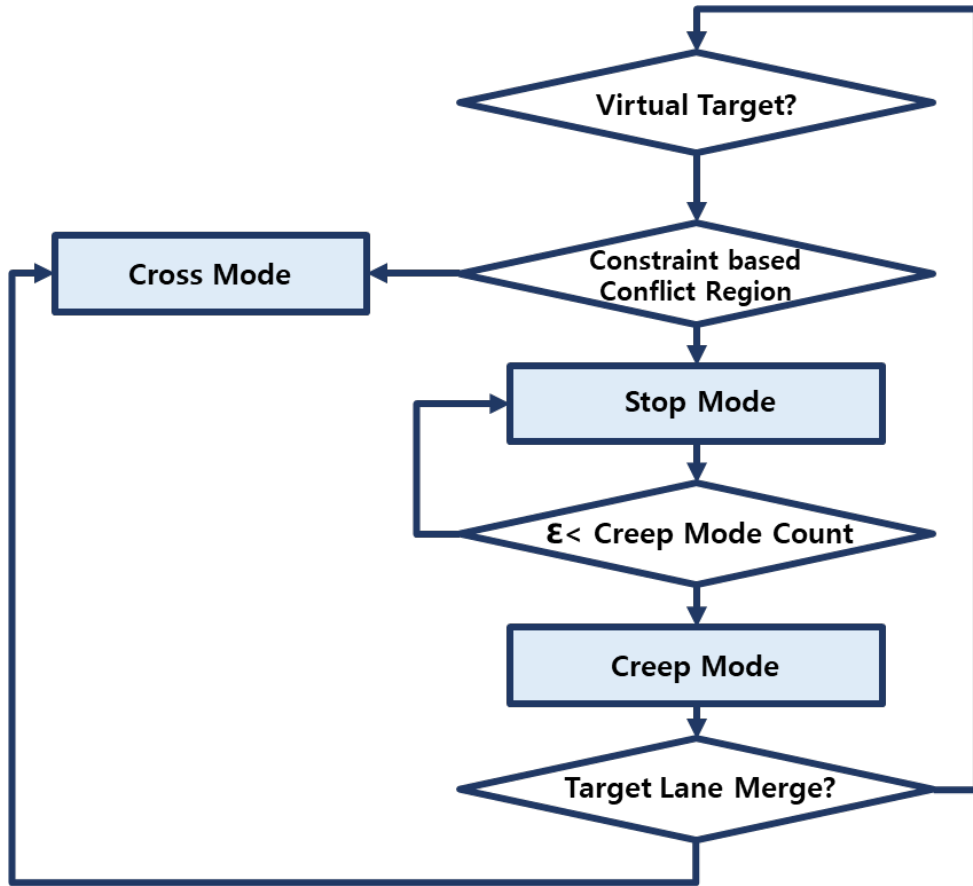 Virtual Target?
Cross Mode
Constraint based
Conflict Region
Stop Mode
ε< Creep Mode Count
Creep Mode
Target Lane Merge?